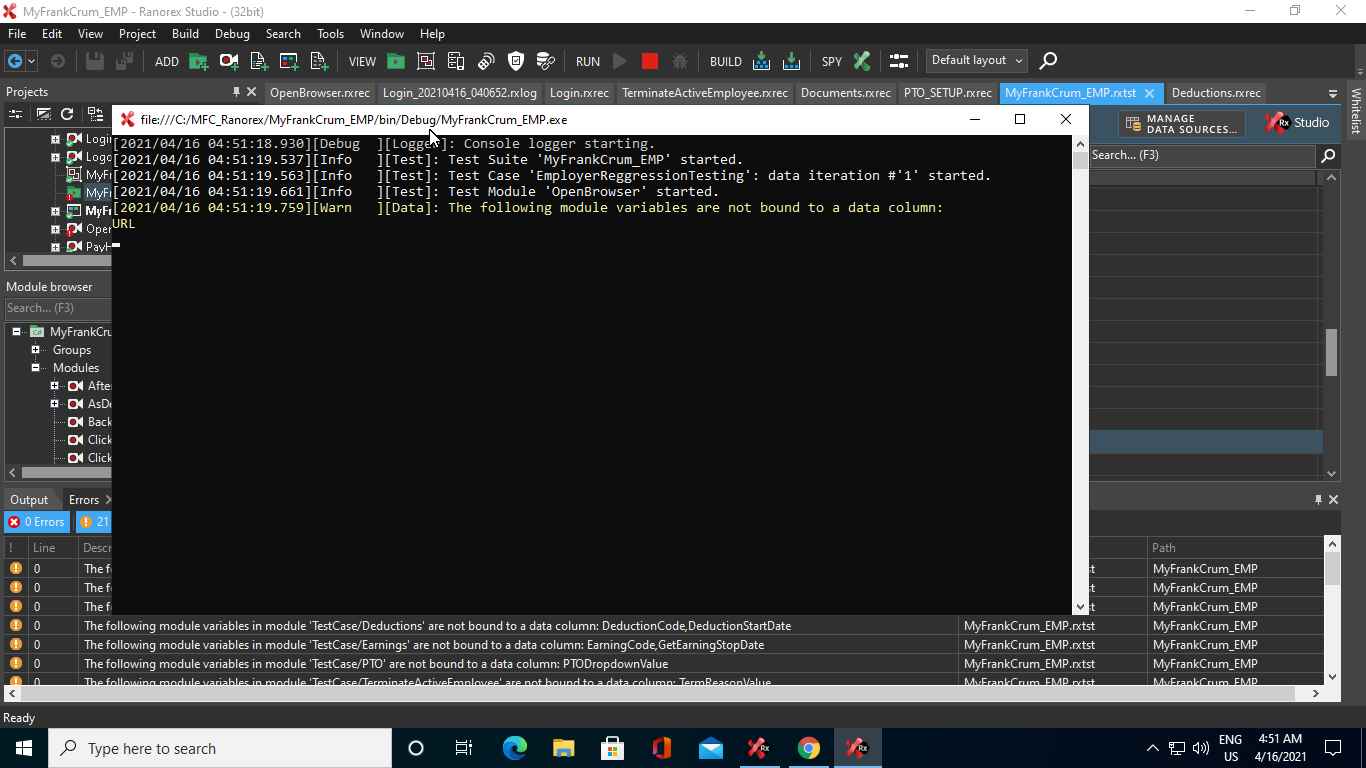 MyFrankCrum_EMP - Ranorex Studio - (32bit)
File Edit View Project Build Debug Search Tools Window Help
ADD VIEW RUN BUILD SPY Default layout
Projects
OpenBrowser.rxrec Login_20210416_040652.rxlog Login.rxrec TerminateActiveEmployee.rxrec Documents.rxrec PTO_SETUP.rxrec MyFrankCrum_EMP.rxtst Deductions.rxrec
Whitelist
MANAGE
DATA SOURCES...
Rx Studio
Search... (F3)
Logi
Logo
MyFr
MyFr
MyFr
Open
PayH
file:///C:/MFC_Ranorex/MyFrankCrum_EMP/bin/Debug/MyFrankCrum_EMP.exe
[2021/04/16 04:51:18.930][Debug ][Logger]: Console logger starting.
[2021/04/16 04:51:19.537][Info ][Test]: Test Suite 'MyFrankCrum_EMP' started.
[2021/04/16 04:51:19.563][Info ][Test]: Test Case 'EmployerReggressionTesting': data iteration #'1' started.
[2021/04/16 04:51:19.661][Info ][Test]: Test Module 'OpenBrowser' started.
[2021/04/16 04:51:19.759][Warn ][Data]: The following module variables are not bound to a data column:
URL
Module browser
Search... (F3)
MyFrankCru
Groups
Modules
After
AsDo
Back
Click
Click
Output Errors
0 Errors 21
! Line Descr Path
0 The f st MyFrankCrum_EMP
0 The f st MyFrankCrum_EMP
0 The f st MyFrankCrum_EMP
0 The following module variables in module 'TestCase/Deductions' are not bound to a data column: DeductionCode,DeductionStartDate MyFrankCrum_EMP.rxtst MyFrankCrum_EMP
0 The following module variables in module 'TestCase/Earnings' are not bound to a data column: EarningCode,GetEarningStopDate MyFrankCrum_EMP.rxtst MyFrankCrum_EMP
0 The following module variables in module 'TestCase/PTO' are not bound to a data column: PTODropdownValue MyFrankCrum_EMP.rxtst MyFrankCrum_EMP
0 The following module variables in module 'TestCase/TerminateActiveEmployee' are not bound to a data column: TermReasonValue MyFrankCrum_EMP.rxtst MyFrankCrum_EMP
Ready
Type here to search
ENG
US
4:51 AM
4/16/2021